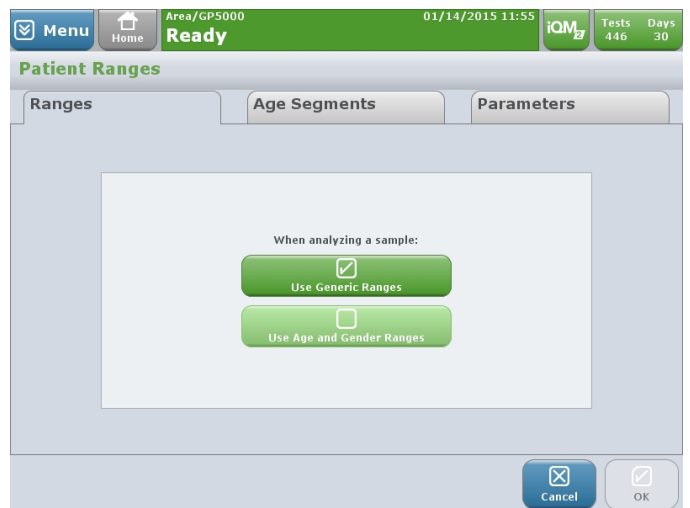 Menu
Home
Area/GP5000
01/14/2015 11:55
Ready
iQM2
Tests Days
446 30
Patient Ranges
Ranges
Age Segments
Parameters
When analyzing a sample:
Use Generic Ranges
Use Age and Gender Ranges
Cancel
OK